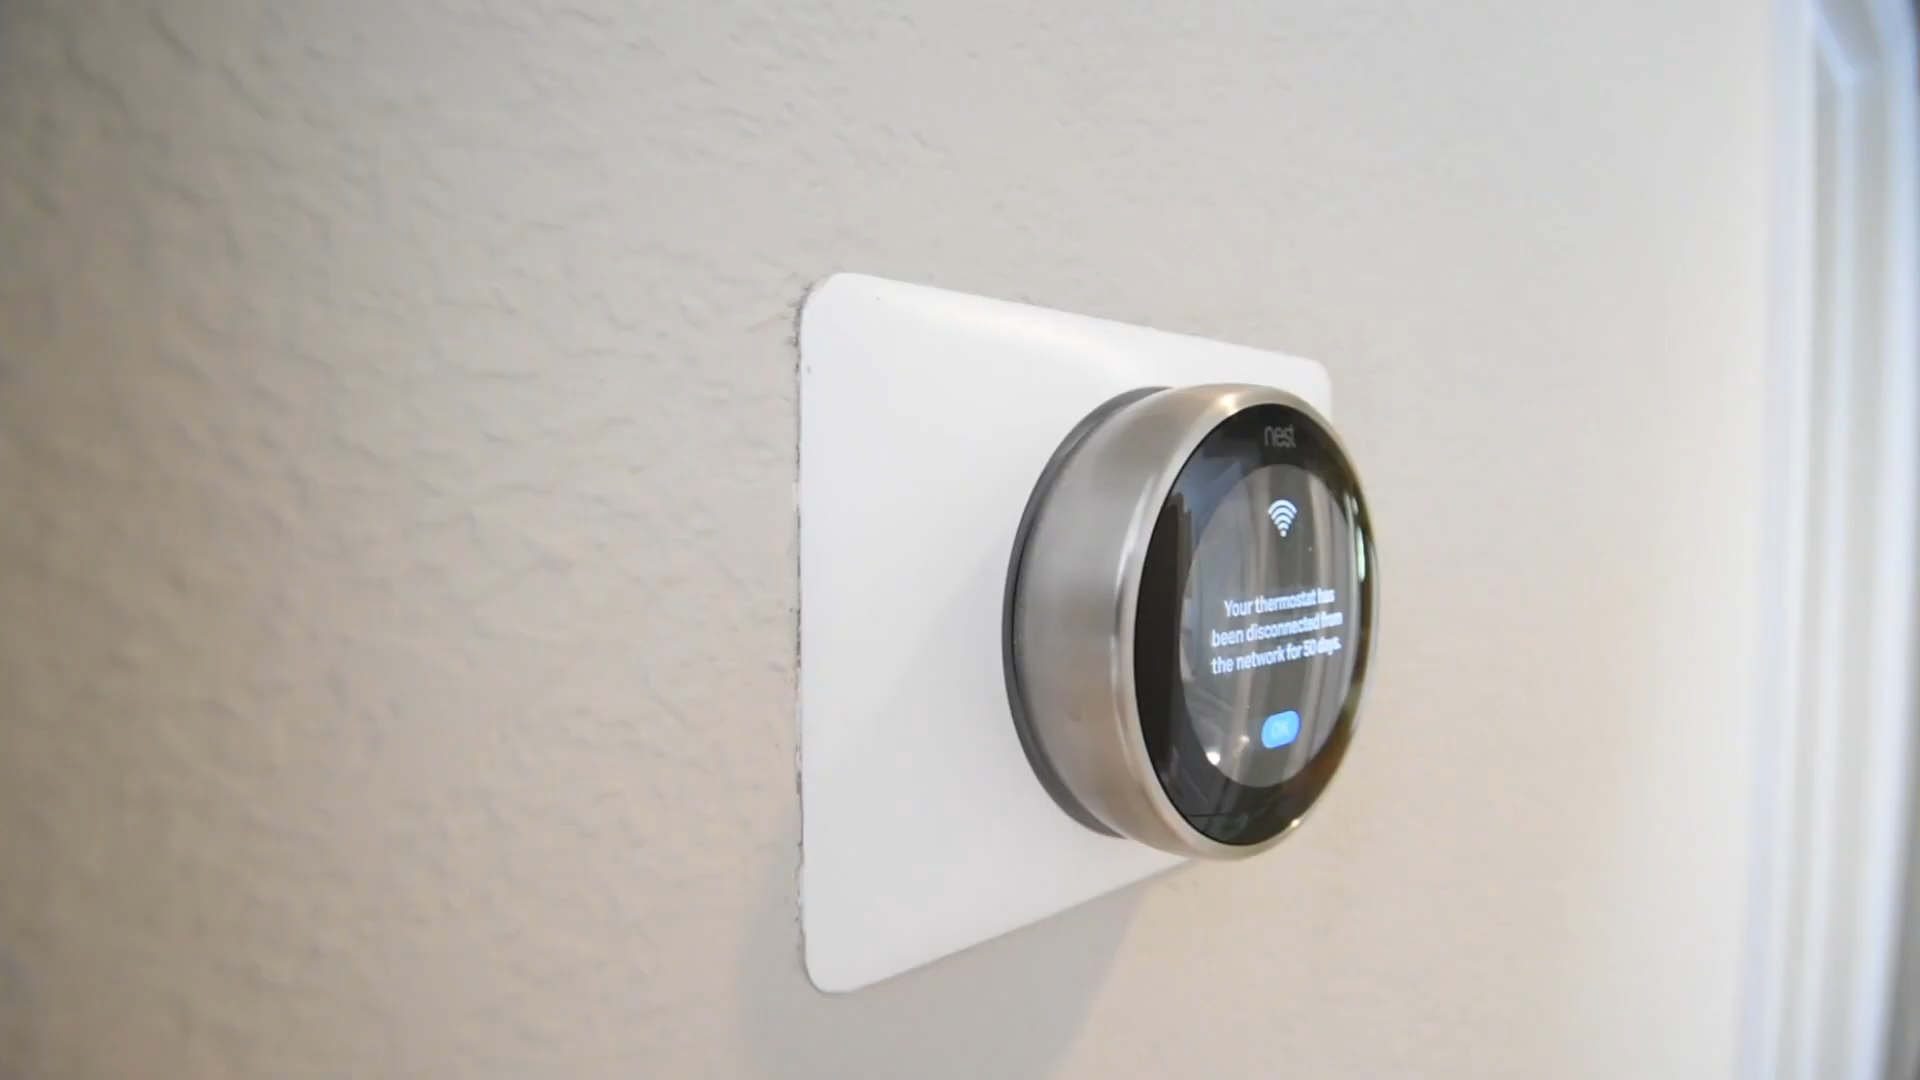 nest
Your thermostat has
been disconnected from
the network for 50 days.
OK